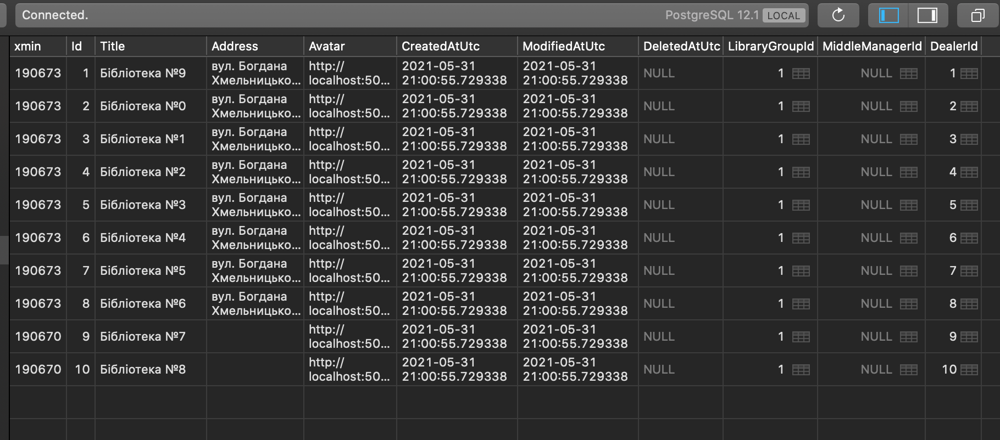 Connected.
PostgreSQL 12.1 LOCAL
xmin Id Title Address Avatar CreatedAtUtc ModifiedAtUtc DeletedAtUtc LibraryGroupId MiddleManagerId DealerId
190673 1 Бібліотека №9 вул. Богдана Хмельницько... http:// localhost:50... 2021-05-31 21:00:55.729338 2021-05-31 21:00:55.729338 NULL 1 NULL 1
190673 2 Бібліотека №0 вул. Богдана Хмельницько... http:// localhost:50... 2021-05-31 21:00:55.729338 2021-05-31 21:00:55.729338 NULL 1 NULL 2
190673 3 Бібліотека №1 вул. Богдана Хмельницько... http:// localhost:50... 2021-05-31 21:00:55.729338 2021-05-31 21:00:55.729338 NULL 1 NULL 3
190673 4 Бібліотека №2 вул. Богдана Хмельницько... http:// localhost:50... 2021-05-31 21:00:55.729338 2021-05-31 21:00:55.729338 NULL 1 NULL 4
190673 5 Бібліотека №3 вул. Богдана Хмельницько... http:// localhost:50... 2021-05-31 21:00:55.729338 2021-05-31 21:00:55.729338 NULL 1 NULL 5
190673 6 Бібліотека №4 вул. Богдана Хмельницько... http:// localhost:50... 2021-05-31 21:00:55.729338 2021-05-31 21:00:55.729338 NULL 1 NULL 6
190673 7 Бібліотека №5 вул. Богдана Хмельницько... http:// localhost:50... 2021-05-31 21:00:55.729338 2021-05-31 21:00:55.729338 NULL 1 NULL 7
190673 8 Бібліотека №6 вул. Богдана Хмельницько... http:// localhost:50... 2021-05-31 21:00:55.729338 2021-05-31 21:00:55.729338 NULL 1 NULL 8
190670 9 Бібліотека №7 http:// localhost:50... 2021-05-31 21:00:55.729338 2021-05-31 21:00:55.729338 NULL 1 NULL 9
190670 10 Бібліотека №8 http:// localhost:50... 2021-05-31 21:00:55.729338 2021-05-31 21:00:55.729338 NULL 1 NULL 10